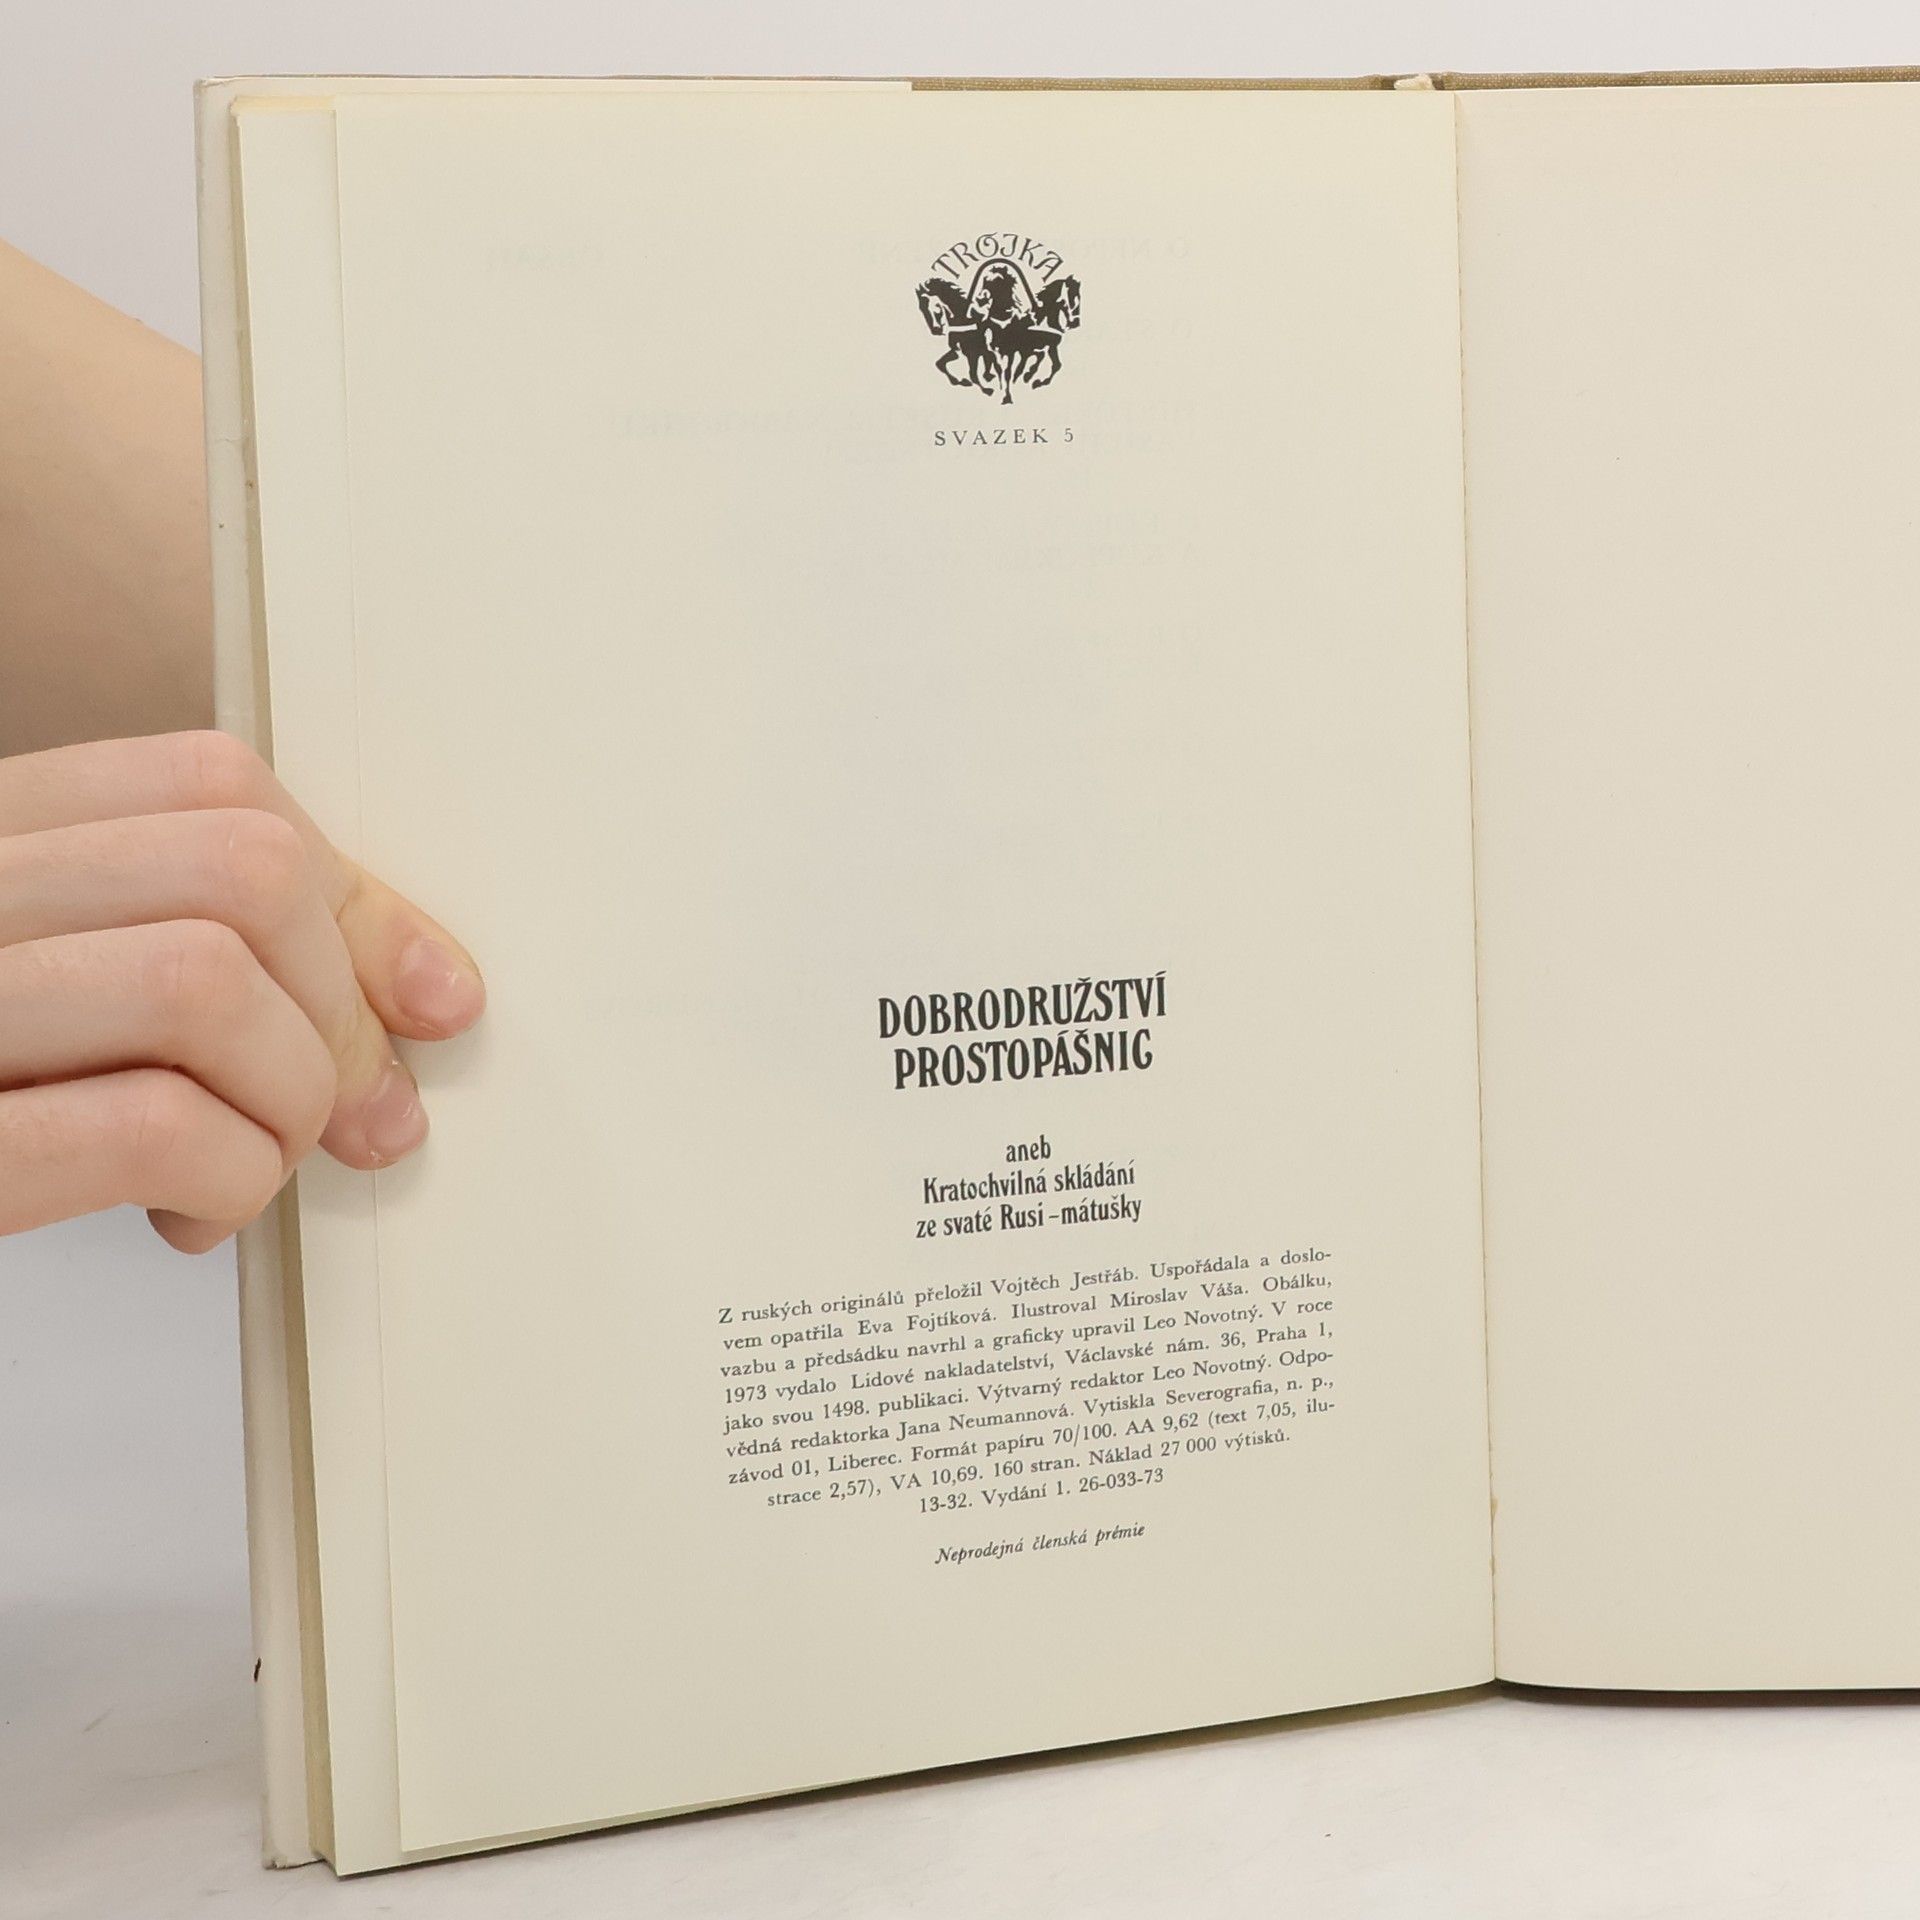 TROJKA
SVAZEK 5
DOBRODRUŽSTVÍ
PROSTOPÁŠNIC
aneb
Kratochvilná skládání
ze svaté Rusi-mátušky
Z ruských originálů přeložil Vojtěch Jestřáb. Uspořádala a doslo-
vem opatřila Eva Fojtíková. Ilustroval Miroslav Váša. Obálku,
vazbu a předsádku navrhl a graficky upravil Leo Novotný. V roce
1973 vydalo Lidové nakladatelství, Václavské nám. 36, Praha 1,
jako svou 1498. publikaci. Výtvarný redaktor Leo Novotný. Odpo-
vědná redaktorka Jana Neumannová. Vytiskla Severografia, n. p.,
závod 01, Liberec. Formát papíru 70/100. AA 9,62 (text 7,05, ilu-
strace 2,57), VA 10,69. 160 stran. Náklad 27 000 výtisků.
13-32. Vydání 1. 26-033-73
Neprodejná členská prémie